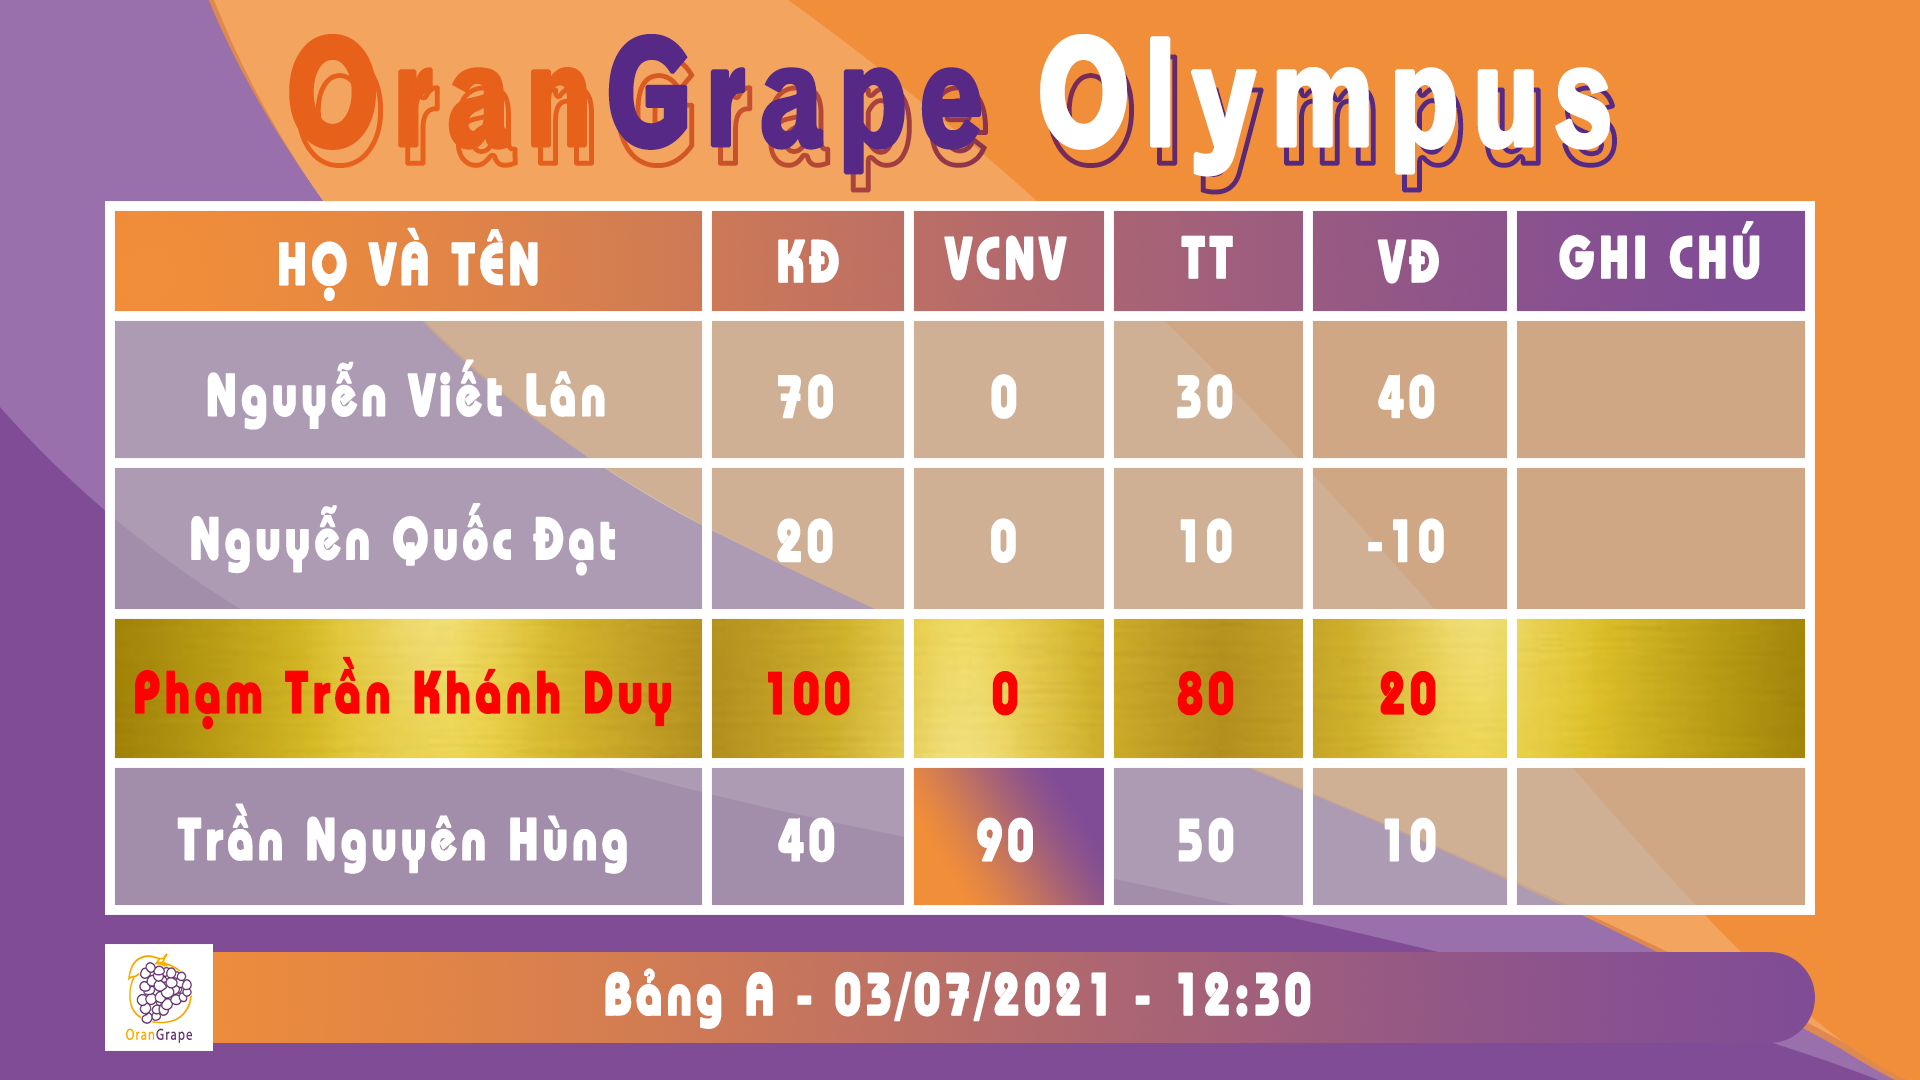 OranGrape Olympus
HỌ VÀ TÊN KĐ VCNV TT VĐ GHI CHÚ
Nguyễn Viết Lân 70 0 30 40
Nguyễn Quốc Đạt 20 0 10 -10
Phạm Trần Khánh Duy 100 0 80 20
Trần Nguyên Hùng 40 90 50 10
Bảng A - 03/07/2021 - 12:30
OranGrape